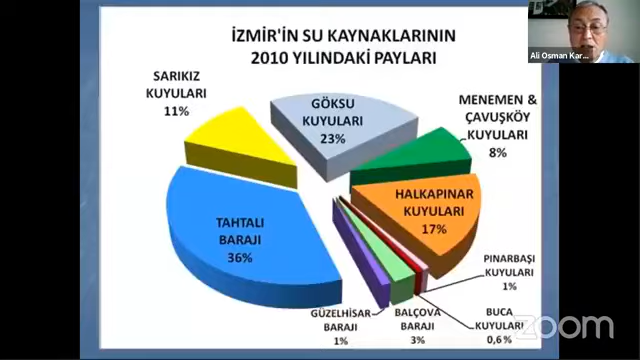 İZMİR'İN SU KAYNAKLARININ
2010 YILINDAKİ PAYLARI
Ali Osman Kar...
SARIKIZ
KUYULARI
11%
GÖKSU
KUYULARI
23%
MENEMEN &
ÇAVUŞKÖY
KUYULARI
8%
HALKAPINAR
KUYULARI
17%
TAHTALI
BARAJI
36%
PINARBAŞI
KUYULARI
1%
GÜZELHİSAR
BARAJI
1%
BALÇOVA
BARAJI
3%
BUCA
KUYULARI
0,6%
zoom